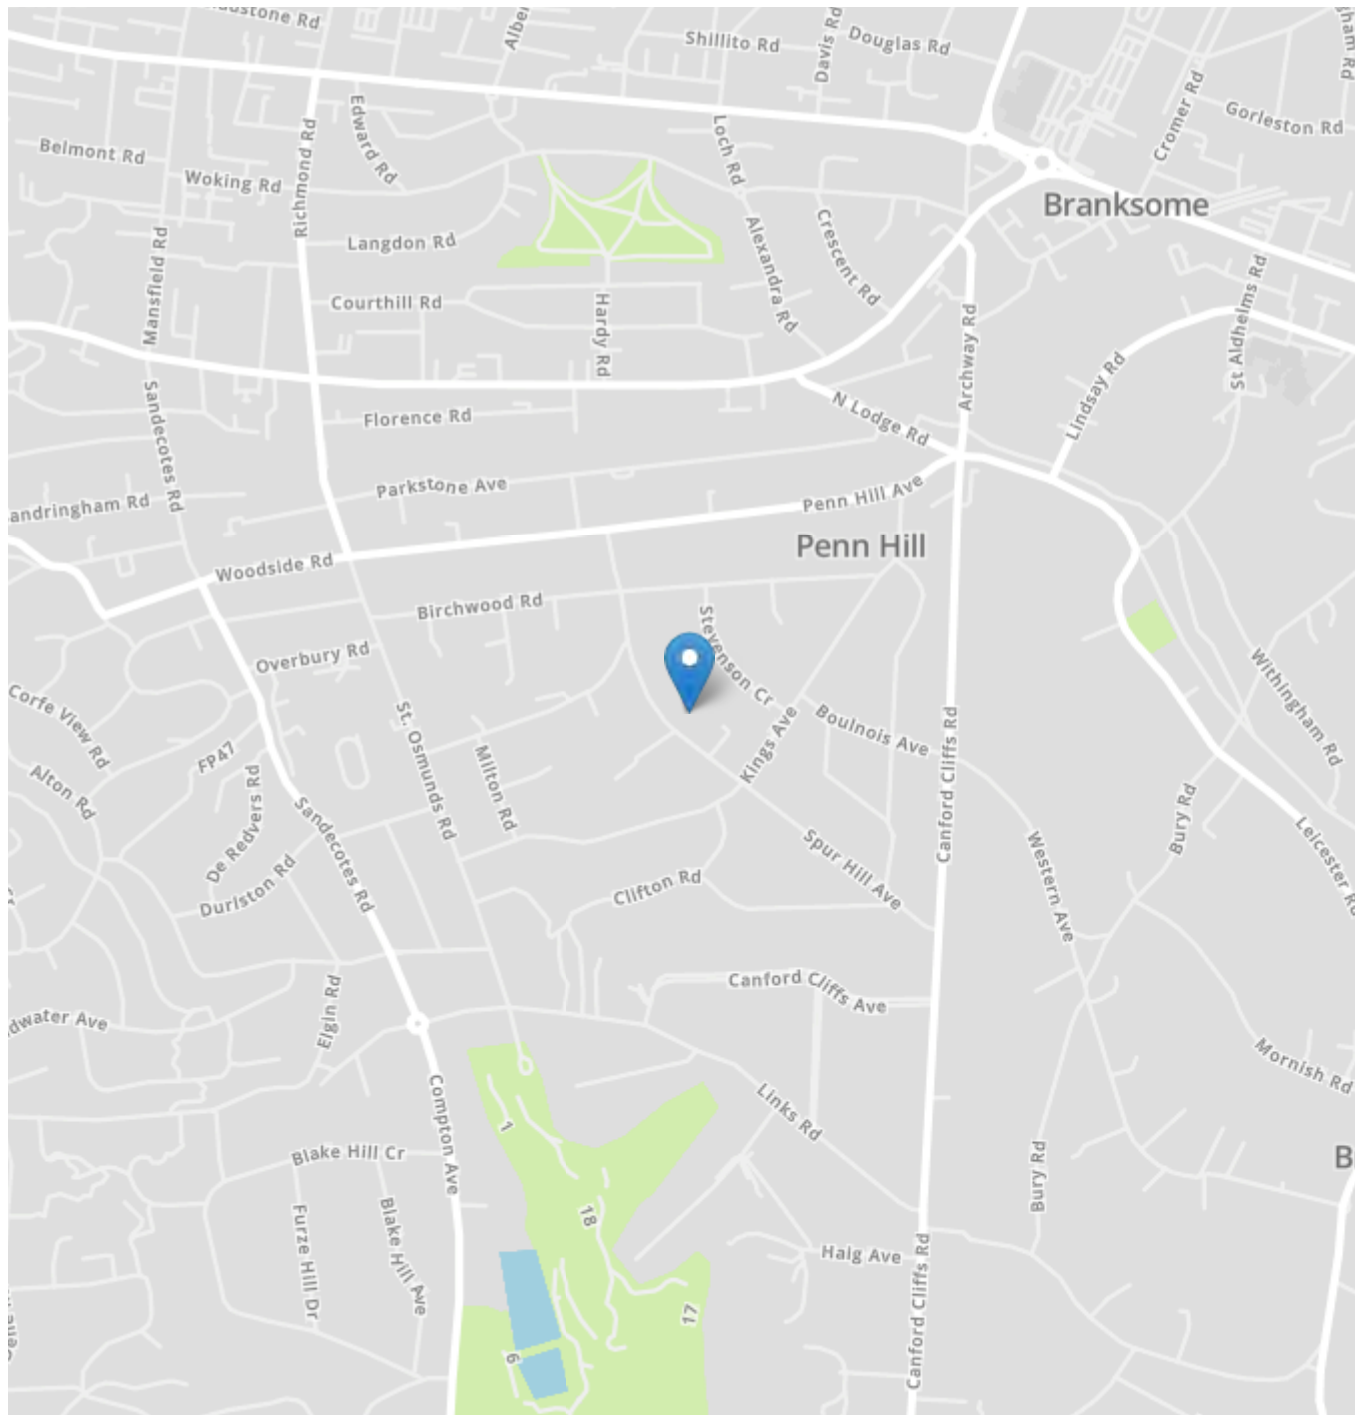 Shillito Rd
Davis Rd
Douglas Rd
Cromer Rd
Gorleston Rd
Belmont Rd
Woking Rd
Richmond Rd
Edward Rd
Loch Rd
Branksome
Mansfield Rd
Langdon Rd
Alexandra Rd
Crescent Rd
St Aldhelms Rd
Courthill Rd
Hardy Rd
Archway Rd
Lindsay Rd
Sandecotes Rd
Florence Rd
N Lodge Rd
andringham Rd
Parkstone Ave
Penn Hill Ave
Penn Hill
Woodside Rd
Birchwood Rd
Stevenson Cr
Overbury Rd
Withingham Rd
Corfe View Rd
St. Osmunds Rd
FP47
Milton Rd
Kings Ave
Boulnois Ave
Canford Cliffs Rd
Alton Rd
De Redvers Rd
Sandecotes Rd
Bury Rd
Leicester Rd
Durlston Rd
Clifton Rd
Spur Hill Ave
Western Ave
Canford Cliffs Ave
Elgin Rd
dwater Ave
Mornish Rd
Compton Ave
Links Rd
1
Blake Hill Cr
Bury Rd
B
Furze Hill Dr
Blake Hill Ave
18
Haig Ave
Canford Cliffs Rd
17
6